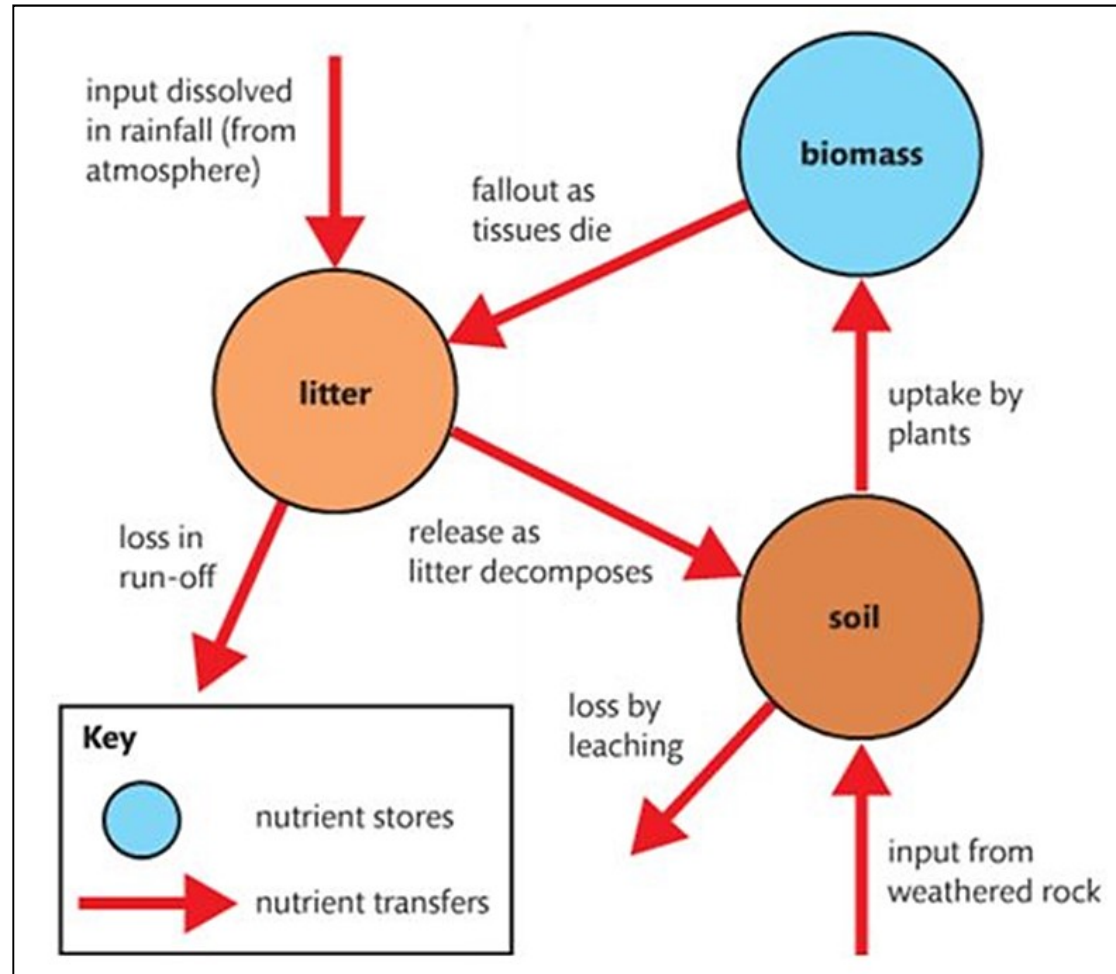 input dissolved
in rainfall (from
atmosphere)
biomass
fallout as
tissues die
litter
uptake by
plants
loss in
run-off
release as
litter decomposes
soil
loss by
leaching
Key
nutrient stores
nutrient transfers
input from
weathered rock